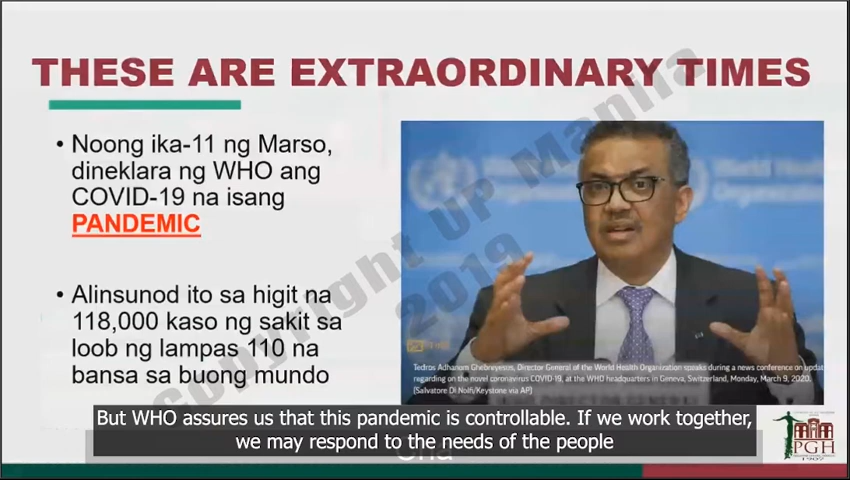 THESE ARE EXTRAORDINARY TIMES
• Noong ika-11 ng Marso,
dineklara ng WHO ang
COVID-19 na isang
PANDEMIC
• Alinsunod ito sa higit na
118,000 kaso ng sakit sa
loob ng lampas 110 na
bansa sa buong mundo
World Health
Organization
Tedros Adhanom Ghebreyesus, Director General of the World Health Organization speaks during a news conference on updat
regarding on the novel coronavirus COVID-19, at the WHO headquarters in Geneva, Switzerland, Monday, March 9, 2020.
[Salvatore Di Nolfi/Keystone via AP]
Copyright UP Manila
2019
But WHO assures us that this pandemic is controllable. If we work together,
we may respond to the needs of the people
PGH
1907